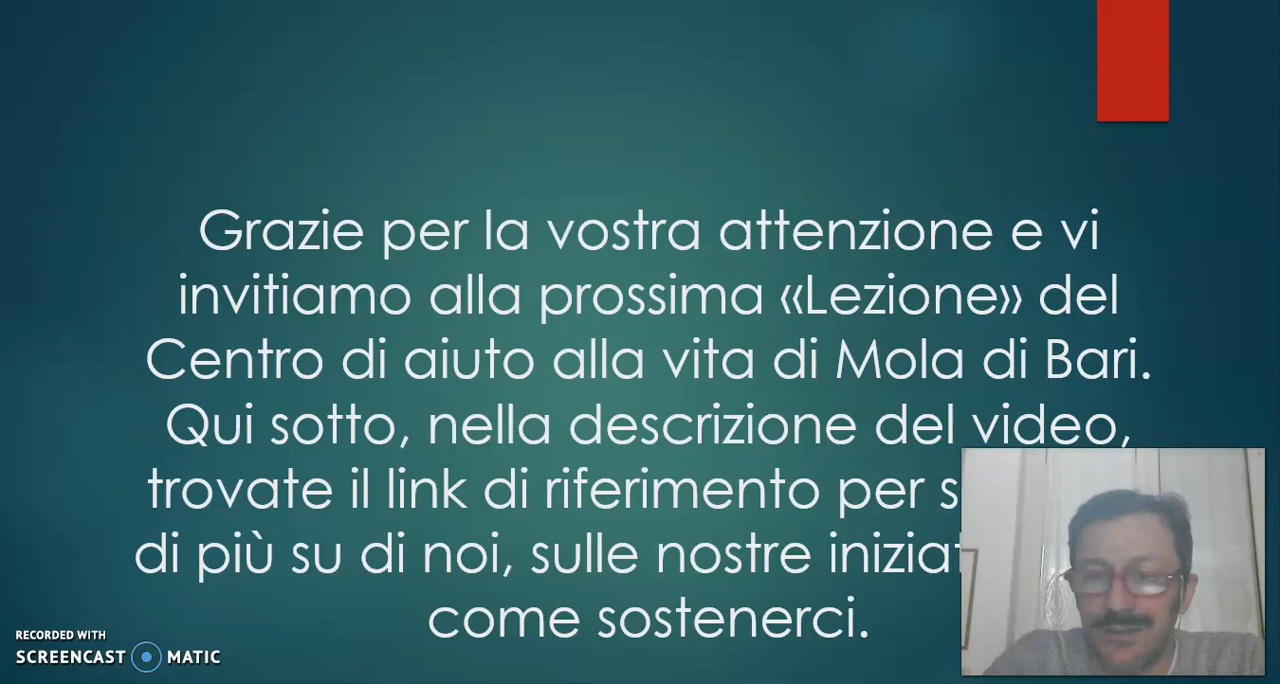 Grazie per la vostra attenzione e vi
invitiamo alla prossima «Lezione» del
Centro di aiuto alla vita di Mola di Bari.
Qui sotto, nella descrizione del video,
trovate il link di riferimento per
di più su di noi, sulle nostre
come sostenerci.
RECORDED WITH
SCREENCAST MATIC